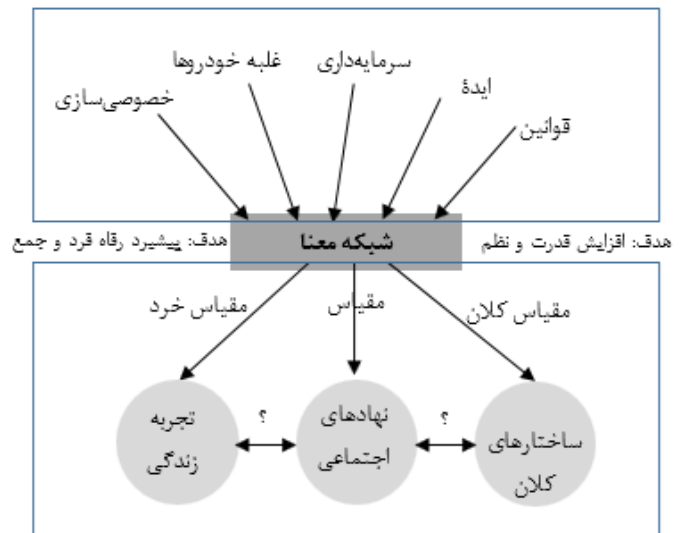 قوانین
ایدۀ
سرمایه‌داری
غلبه خودروها
خصوصی‌سازی
هدف: افزایش قدرت و نظم
شبکه معنا
هدف: پیشبرد رفاه فرد و جمع
مقیاس کلان
مقیاس
مقیاس خرد
ساختارهای
کلان
؟
نهادهای
اجتماعی
؟
تجربه
زندگی